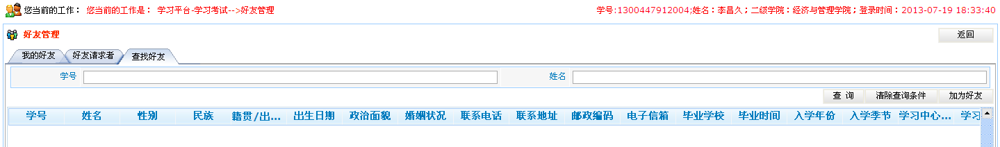 您当前的工作： 您当前的工作是： 学习平台-学习考试-->好友管理 学号:1300447912004;姓名：李昌久；二级学院：经济与管理学院；登录时间：2013-07-19 18:33:40
好友管理 返回
我的好友 好友请求者 查找好友
学号 姓名
查 询 清除查询条件 加为好友
学号 姓名 性别 民族 籍贯/出... 出生日期 政治面貌 婚姻状况 联系电话 联系地址 邮政编码 电子信箱 毕业学校 毕业时间 入学年份 入学季节 学习中心... 学习